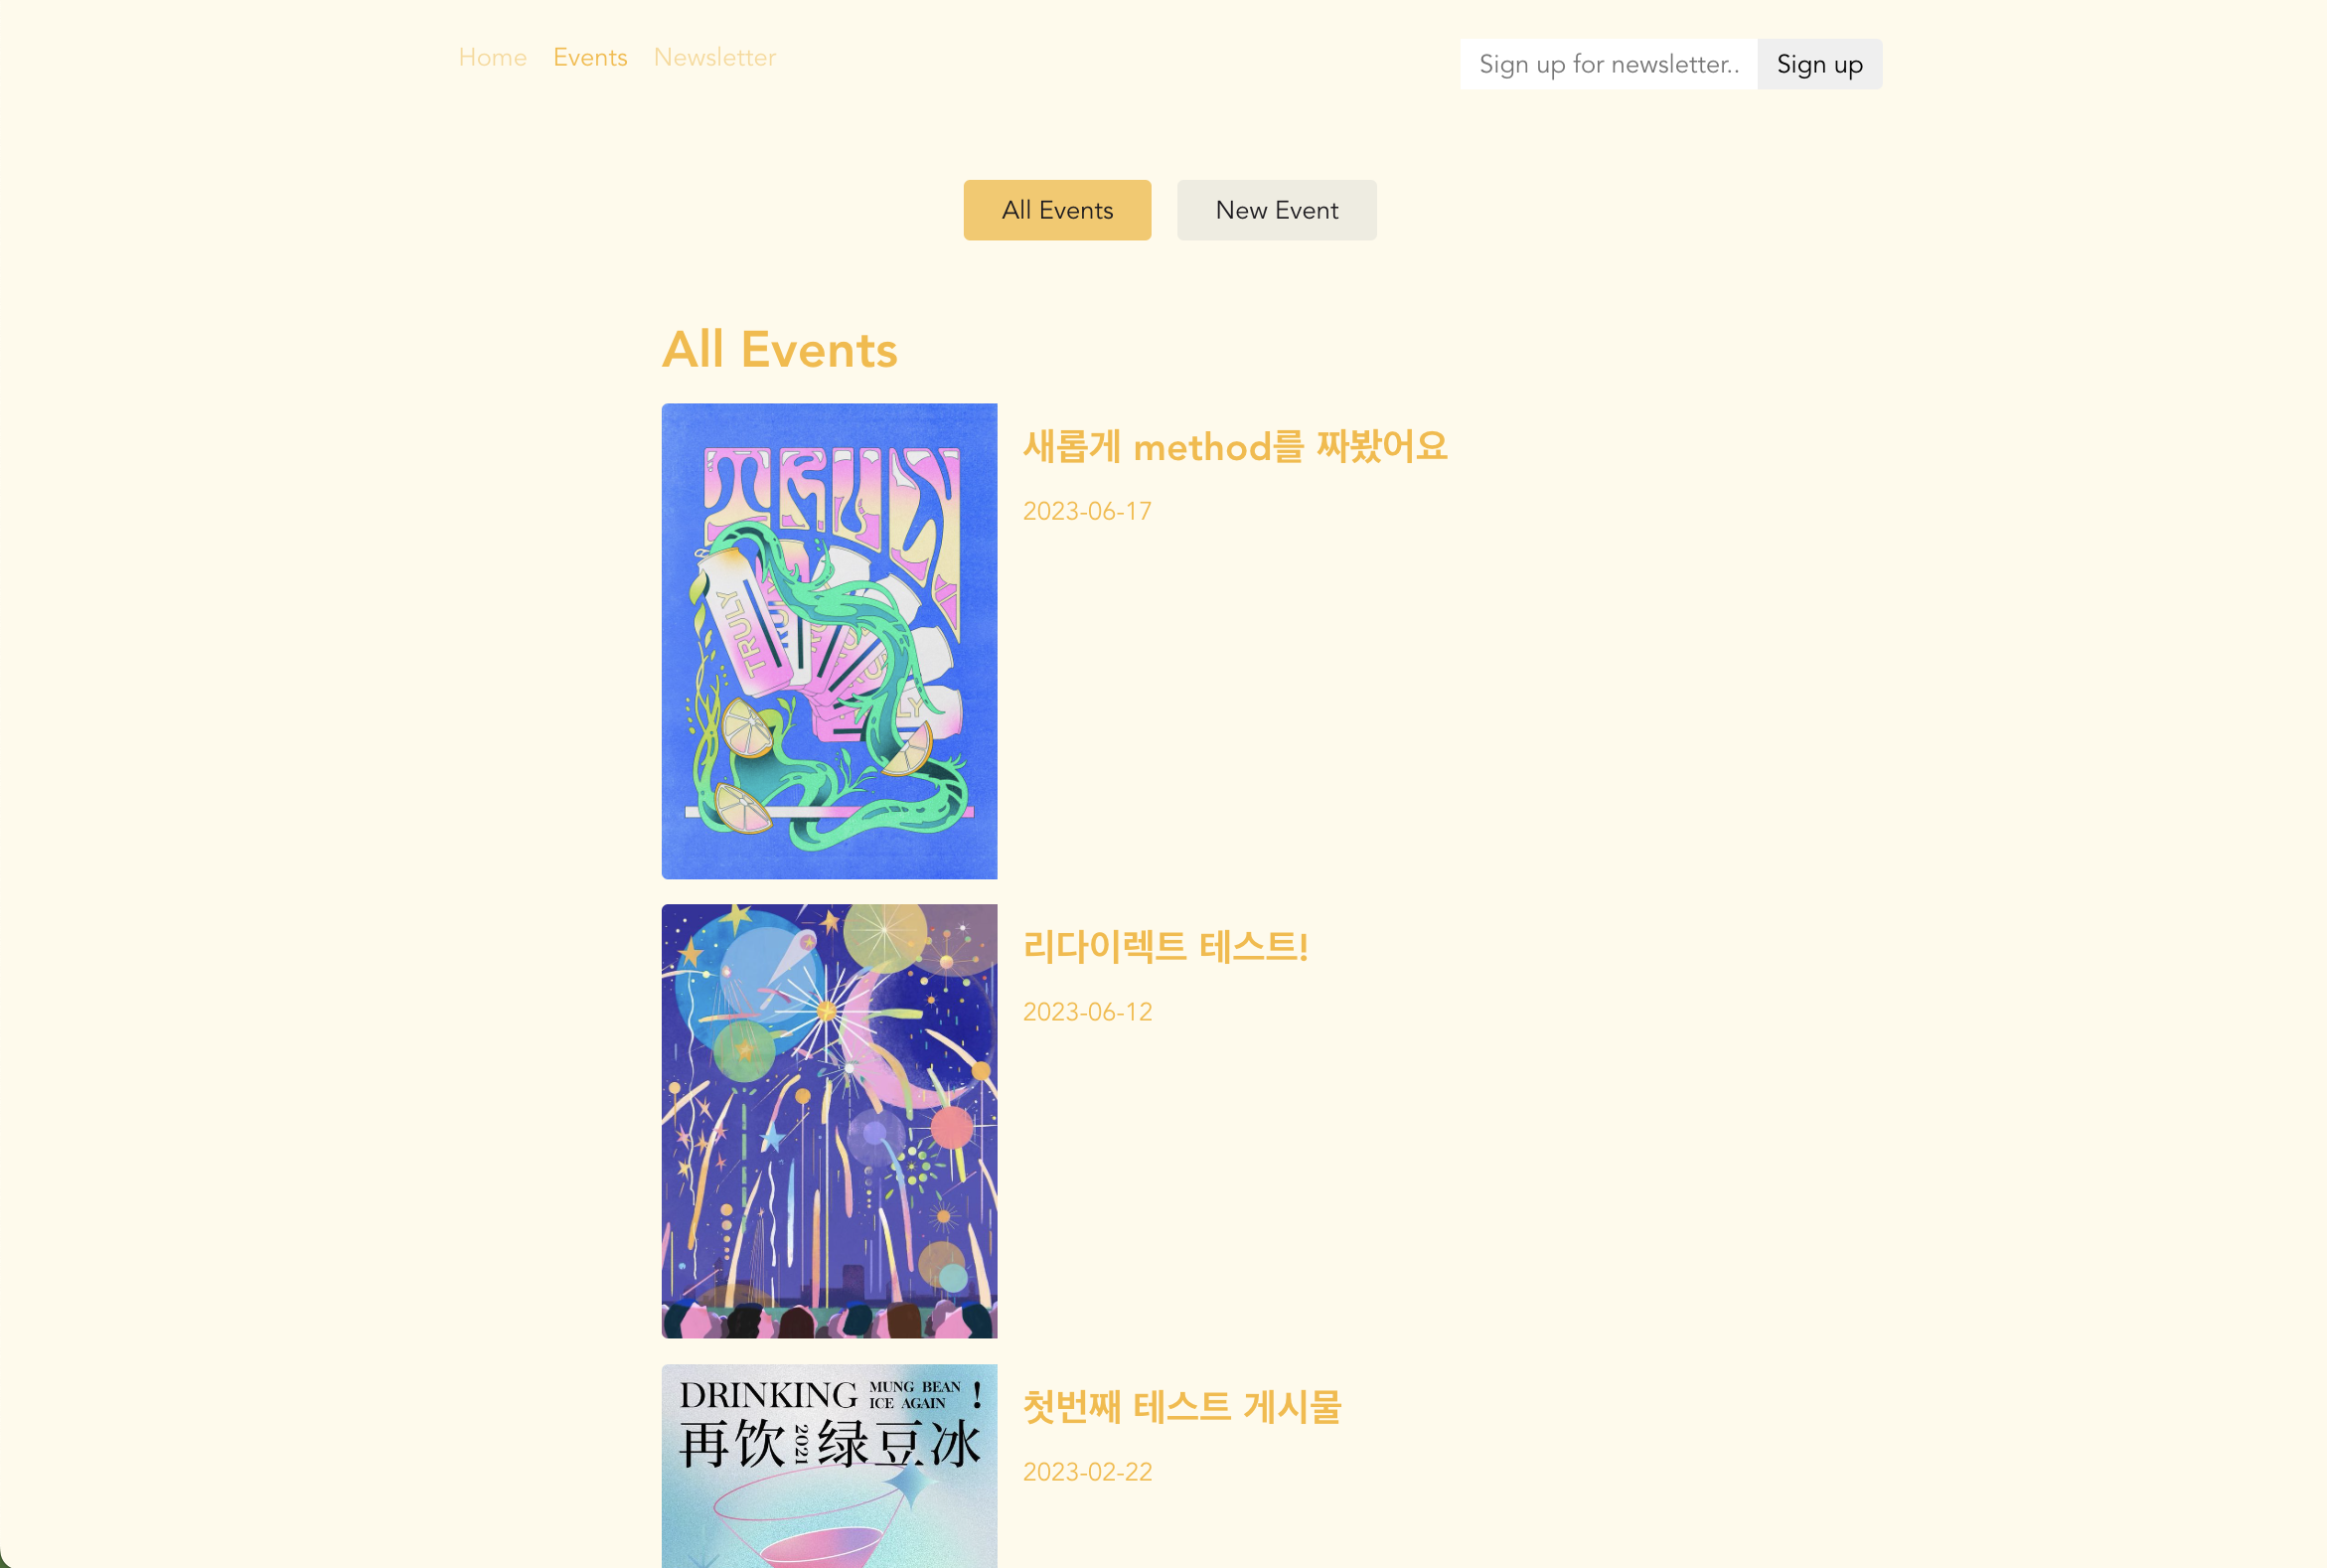 Home Events Newsletter
Sign up for newsletter..
Sign up
All Events
New Event
All Events
TRULY
TRULY
새롭게 method를 짜봤어요
2023-06-17
리다이렉트 테스트!
2023-06-12
DRINKING MUNG BEAN ICE AGAIN !
再饮 2021 绿豆冰
첫번째 테스트 게시물
2023-02-22